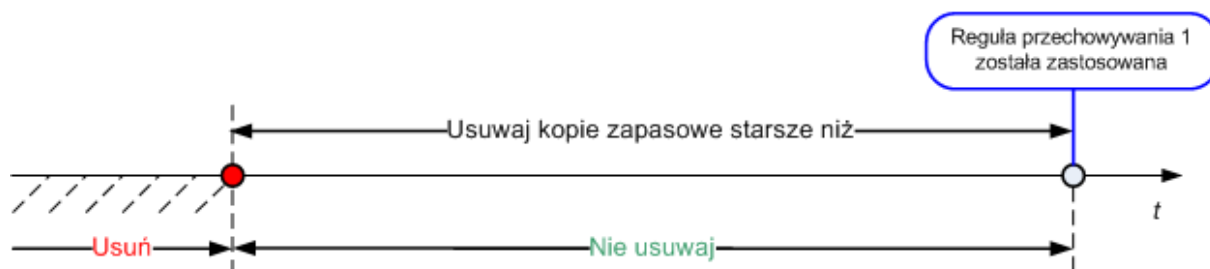 Reguła przechowywania 1
została zastosowana
Usuwaj kopie zapasowe starsze niż
t
Usuń
Nie usuwaj